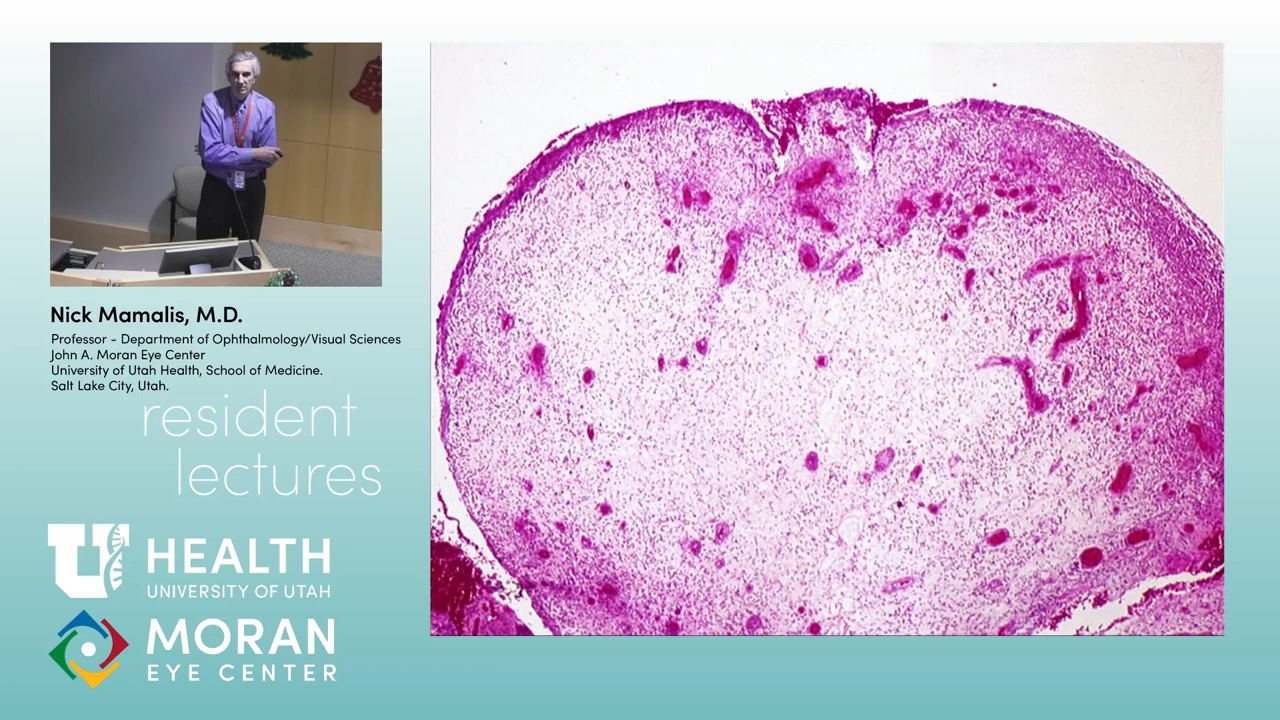 Nick Mamalis, M.D.
Professor - Department of Ophthalmology/Visual Sciences
John A. Moran Eye Center
University of Utah Health, School of Medicine.
Salt Lake City, Utah.
resident
lectures
U HEALTH
UNIVERSITY OF UTAH
MORAN
EYE CENTER